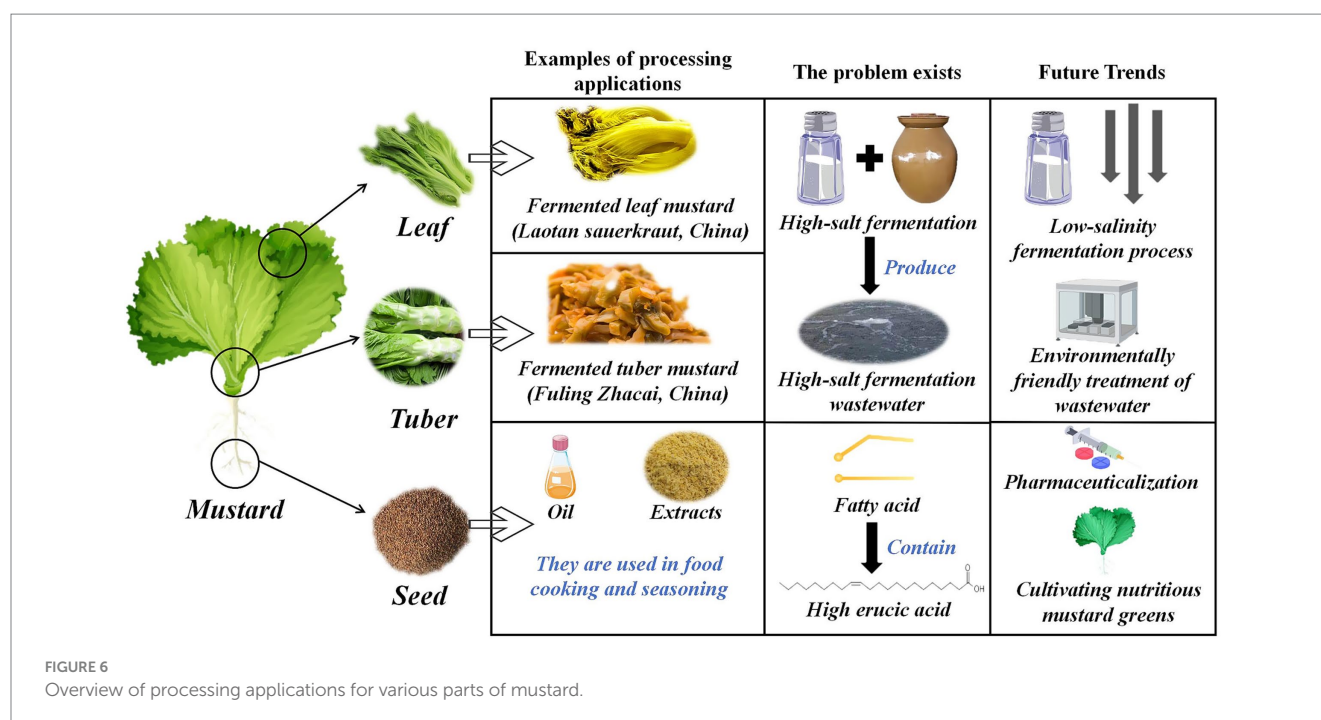 Examples of processing
applications
The problem exists
Future Trends
Leaf
Fermented leaf mustard
(Laotan sauerkraut, China)
High-salt fermentation
Low-salinity
fermentation process
Produce
Tuber
Fermented tuber mustard
(Fuling Zhacai, China)
High-salt fermentation
wastewater
Environmentally
friendly treatment of
wastewater
Mustard
Seed
Oil
Extracts
They are used in food
cooking and seasoning
Fatty acid
Contain
O
OH
High erucic acid
Pharmaceuticalization
Cultivating nutritious
mustard greens
FIGURE 6
Overview of processing applications for various parts of mustard.